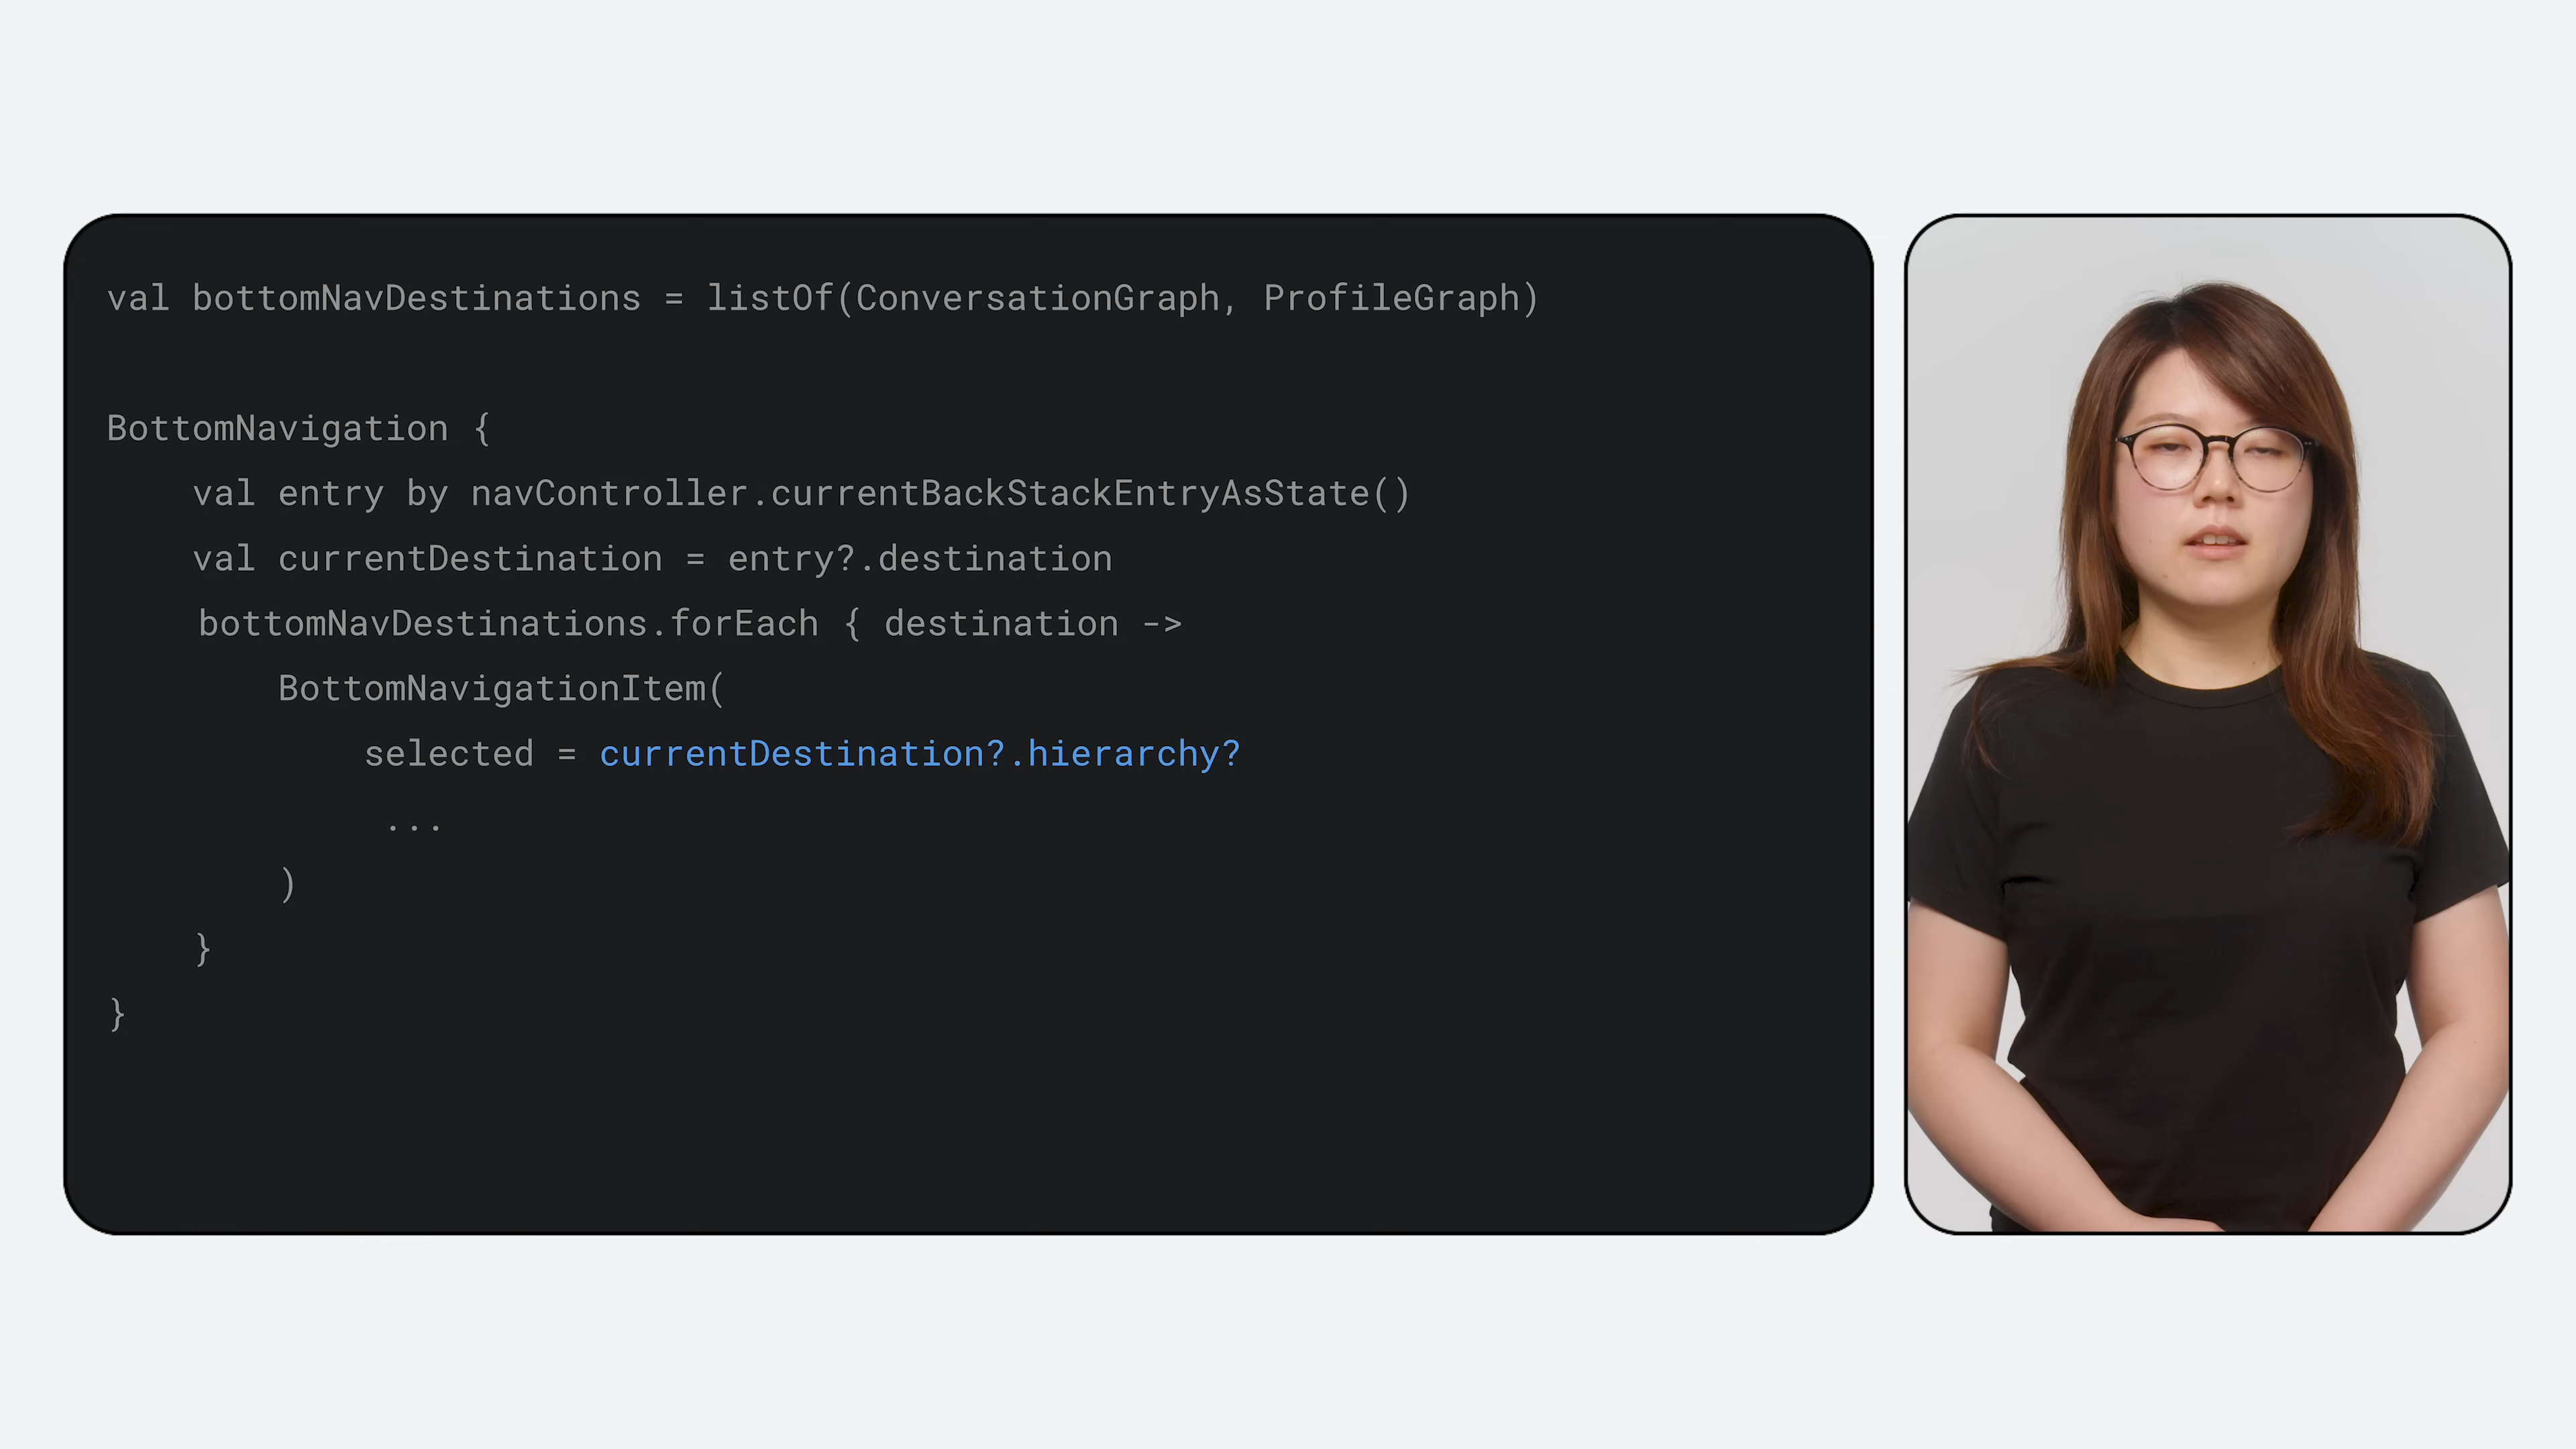 val bottomNavDestinations = listOf(ConversationGraph, ProfileGraph)
BottomNavigation {
val entry by navController.currentBackStackEntryAsState()
val currentDestination = entry?.destination
bottomNavDestinations.forEach { destination ->
BottomNavigationItem(
selected = currentDestination?.hierarchy?
...
)
}
}